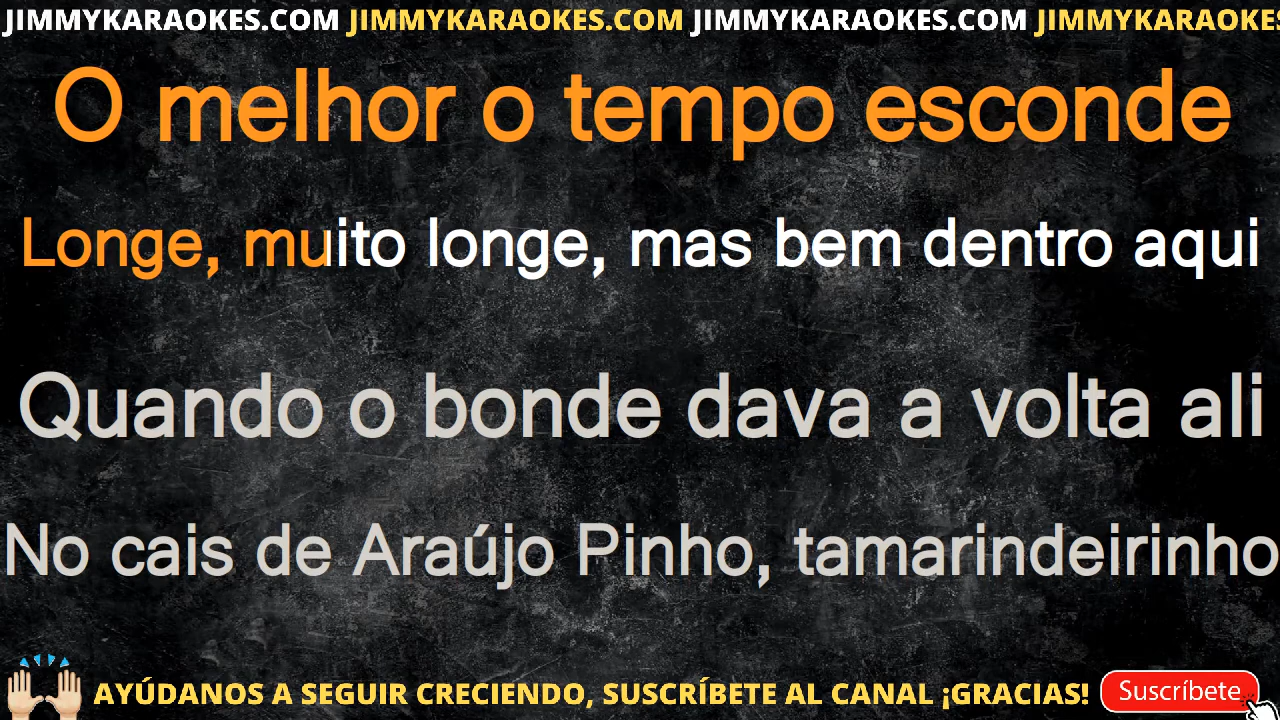 JIMMYKARAOKES.COM JIMMYKARAOKES.COM JIMMYKARAOKES.COM JIMMYKARAOKES
O melhor o tempo esconde
Longe, muito longe, mas bem dentro aqui
Quando o bonde dava a volta ali
No cais de Araújo Pinho, tamarindeirinho
AYÚDANOS A SEGUIR CRECIENDO, SUSCRÍBETE AL CANAL ¡GRACIAS! Suscríbete